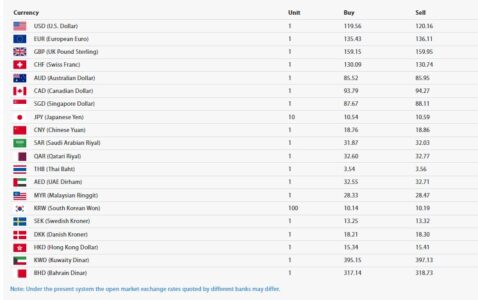 Currency Unit Buy Sell
USD (U.S. Dollar) 1 119.56 120.16
EUR (European Euro) 1 135.43 136.11
GBP (UK Pound Sterling) 1 159.15 159.95
CHF (Swiss Franc) 1 130.09 130.74
AUD (Australian Dollar) 1 85.52 85.95
CAD (Canadian Dollar) 1 93.79 94.27
SGD (Singapore Dollar) 1 87.67 88.11
JPY (Japanese Yen) 10 10.54 10.59
CNY (Chinese Yuan) 1 18.76 18.86
SAR (Saudi Arabian Riyal) 1 31.87 32.03
QAR (Qatari Riyal) 1 32.60 32.77
THB (Thai Baht) 1 3.54 3.56
AED (UAE Dirham) 1 32.55 32.71
MYR (Malaysian Ringgit) 1 28.33 28.47
KRW (South Korean Won) 100 10.14 10.19
SEK (Swedish Kroner) 1 13.25 13.32
DKK (Danish Kroner) 1 18.21 18.30
HKD (Hong Kong Dollar) 1 15.34 15.41
KWD (Kuwaity Dinar) 1 395.15 397.13
BHD (Bahrain Dinar) 1 317.14 318.73
Note: Under the present system the open market exchange rates quoted by different banks may differ.